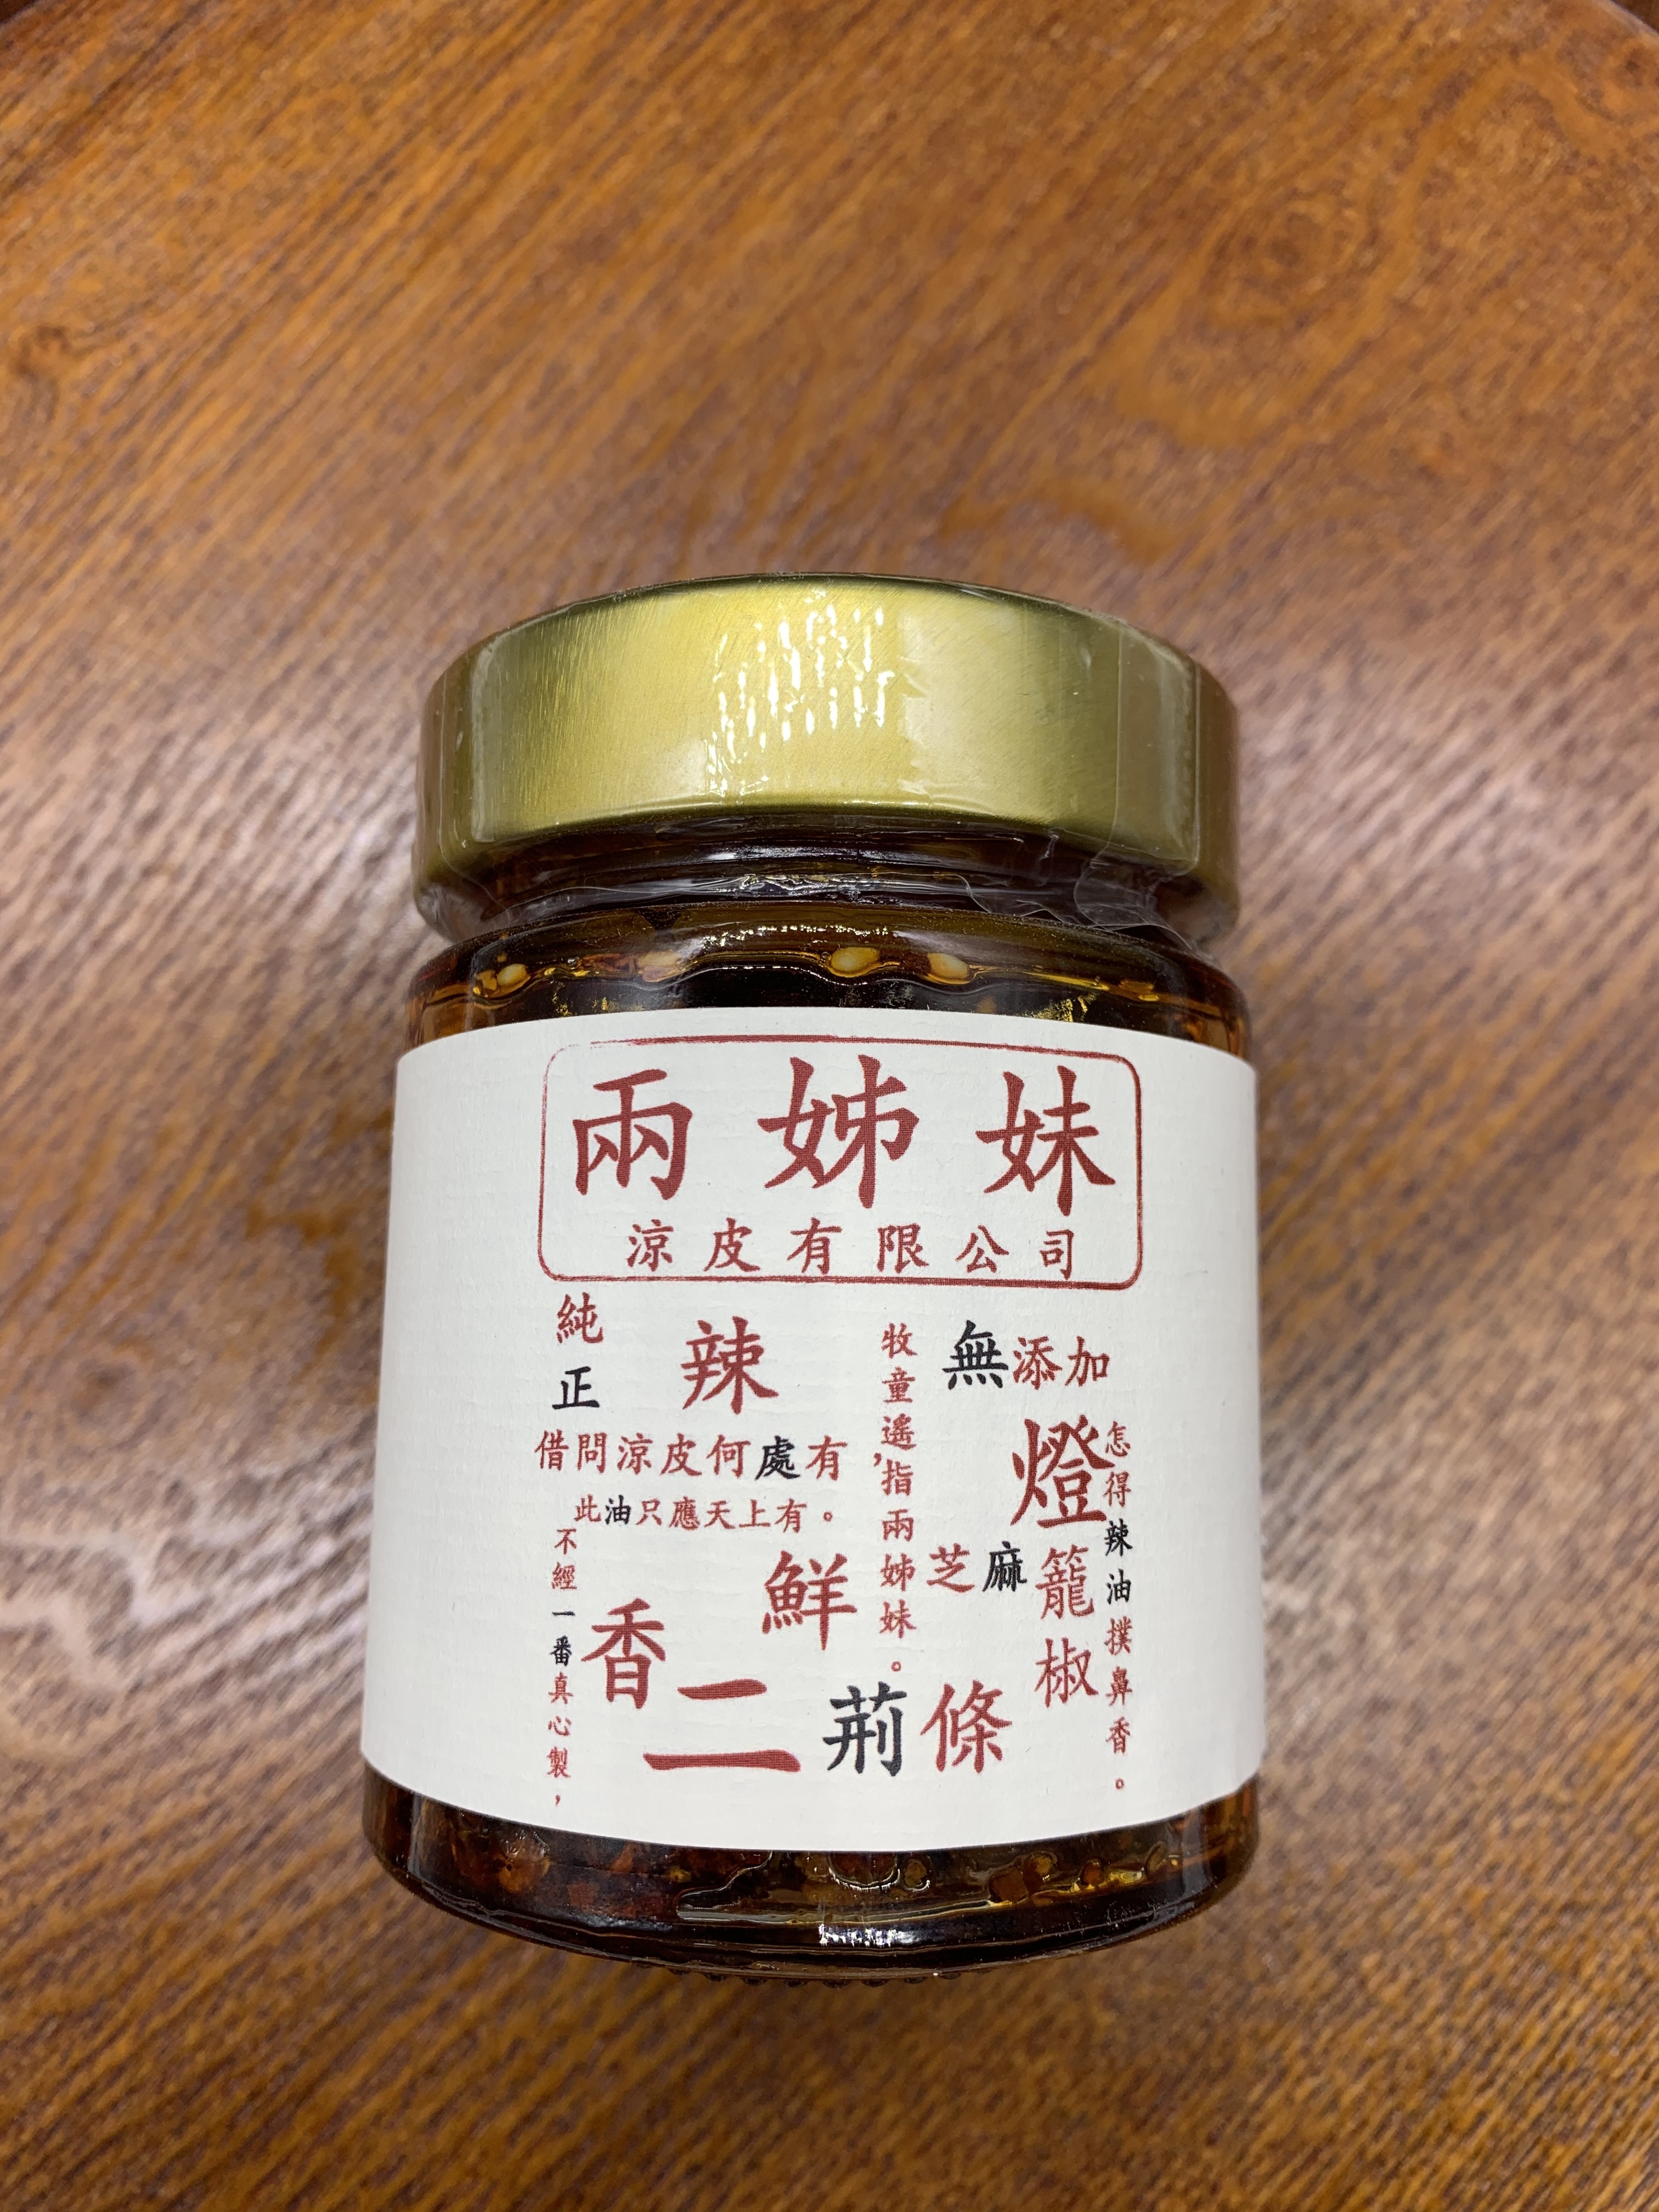 兩姊妹
涼皮有限公司
純正
辣
借問涼皮何處有，
牧童遙指兩姊妹。
無添加
此油只應天上有。
燈籠椒
芝麻
鮮
香
二荊條
不經一番真心製，
怎得辣油撲鼻香。